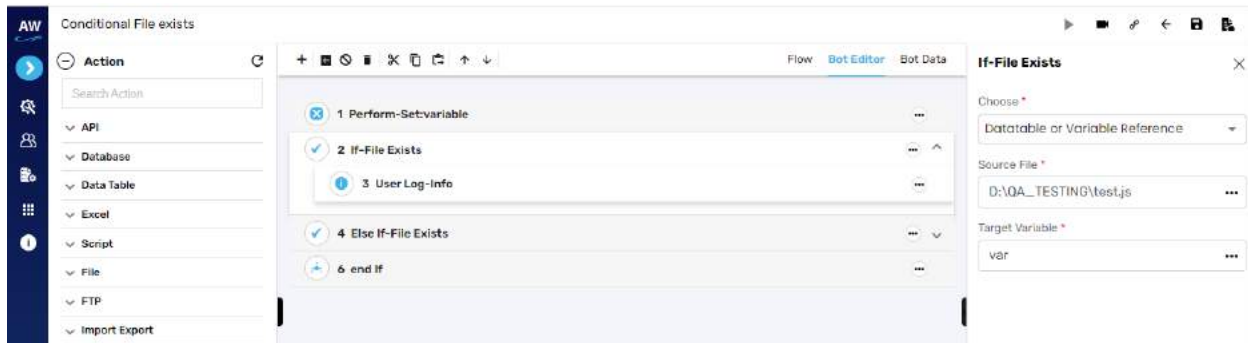 AW
Conditional File exists
Action
Search Action
API
Database
Data Table
Excel
Script
File
FTP
Import Export
Flow
Bot Editor
Bot Data
1 Perform-Set:variable
2 If-File Exists
3 User Log-Info
4 Else If-File Exists
6 end If
If-File Exists
Choose *
Datatable or Variable Reference
Source File *
D:\QA_TESTING\test.js
Target Variable *
var